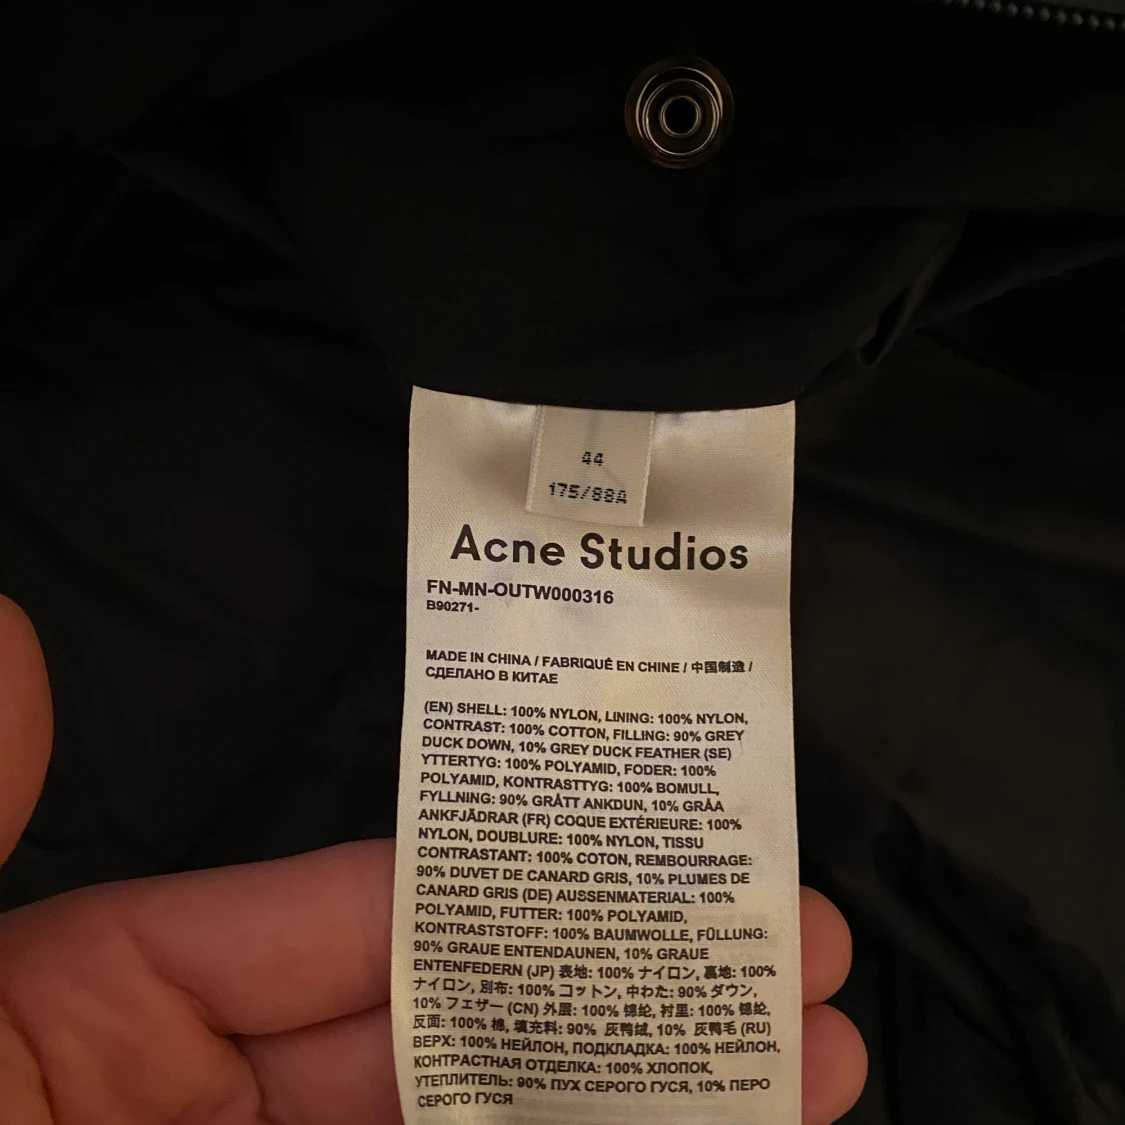 44
175/88A
Acne Studios
FN-MN-OUTW000316
B90271-
MADE IN CHINA / FABRIQUÉ EN CHINE / 中国制造 /
СДЕЛАНО В КИТАЕ
(EN) SHELL: 100% NYLON, LINING: 100% NYLON,
CONTRAST: 100% COTTON, FILLING: 90% GREY
DUCK DOWN, 10% GREY DUCK FEATHER (SE)
YTTERTYG: 100% POLYAMID, FODER: 100%
POLYAMID, KONTRASTTYG: 100% BOMULL,
FYLLNING: 90% GRÅTT ANKDUN, 10% GRÅA
ANKFJÄDRAR (FR) COQUE EXTÉRIEURE: 100%
NYLON, DOUBLURE: 100% NYLON, TISSU
CONTRASTANT: 100% COTON, REMBOURRAGE:
90% DUVET DE CANARD GRIS, 10% PLUMES DE
CANARD GRIS (DE) AUSSENMATERIAL: 100%
POLYAMID, FUTTER: 100% POLYAMID,
KONTRASTSTOFF: 100% BAUMWOLLE, FÜLLUNG:
90% GRAUE ENTENDAUNEN, 10% GRAUE
ENTENFEDERN (JP) 表地: 100% ナイロン, 裏地: 100%
ナイロン, 別布: 100% コットン, 中わた: 90% ダウン,
10% フェザー (CN) 外层: 100% 锦纶, 衬里: 100% 锦纶,
反面: 100% 棉, 填充料: 90% 灰鸭绒, 10% 灰鸭毛 (RU)
ВЕРХ: 100% НЕЙЛОН, ПОДКЛАДКА: 100% НЕЙЛОН,
КОНТРАСТНАЯ ОТДЕЛКА: 100% ХЛОПОК,
УТЕПЛИТЕЛЬ: 90% ПУХ СЕРОГО ГУСЯ, 10% ПЕРО
СЕРОГО ГУСЯ